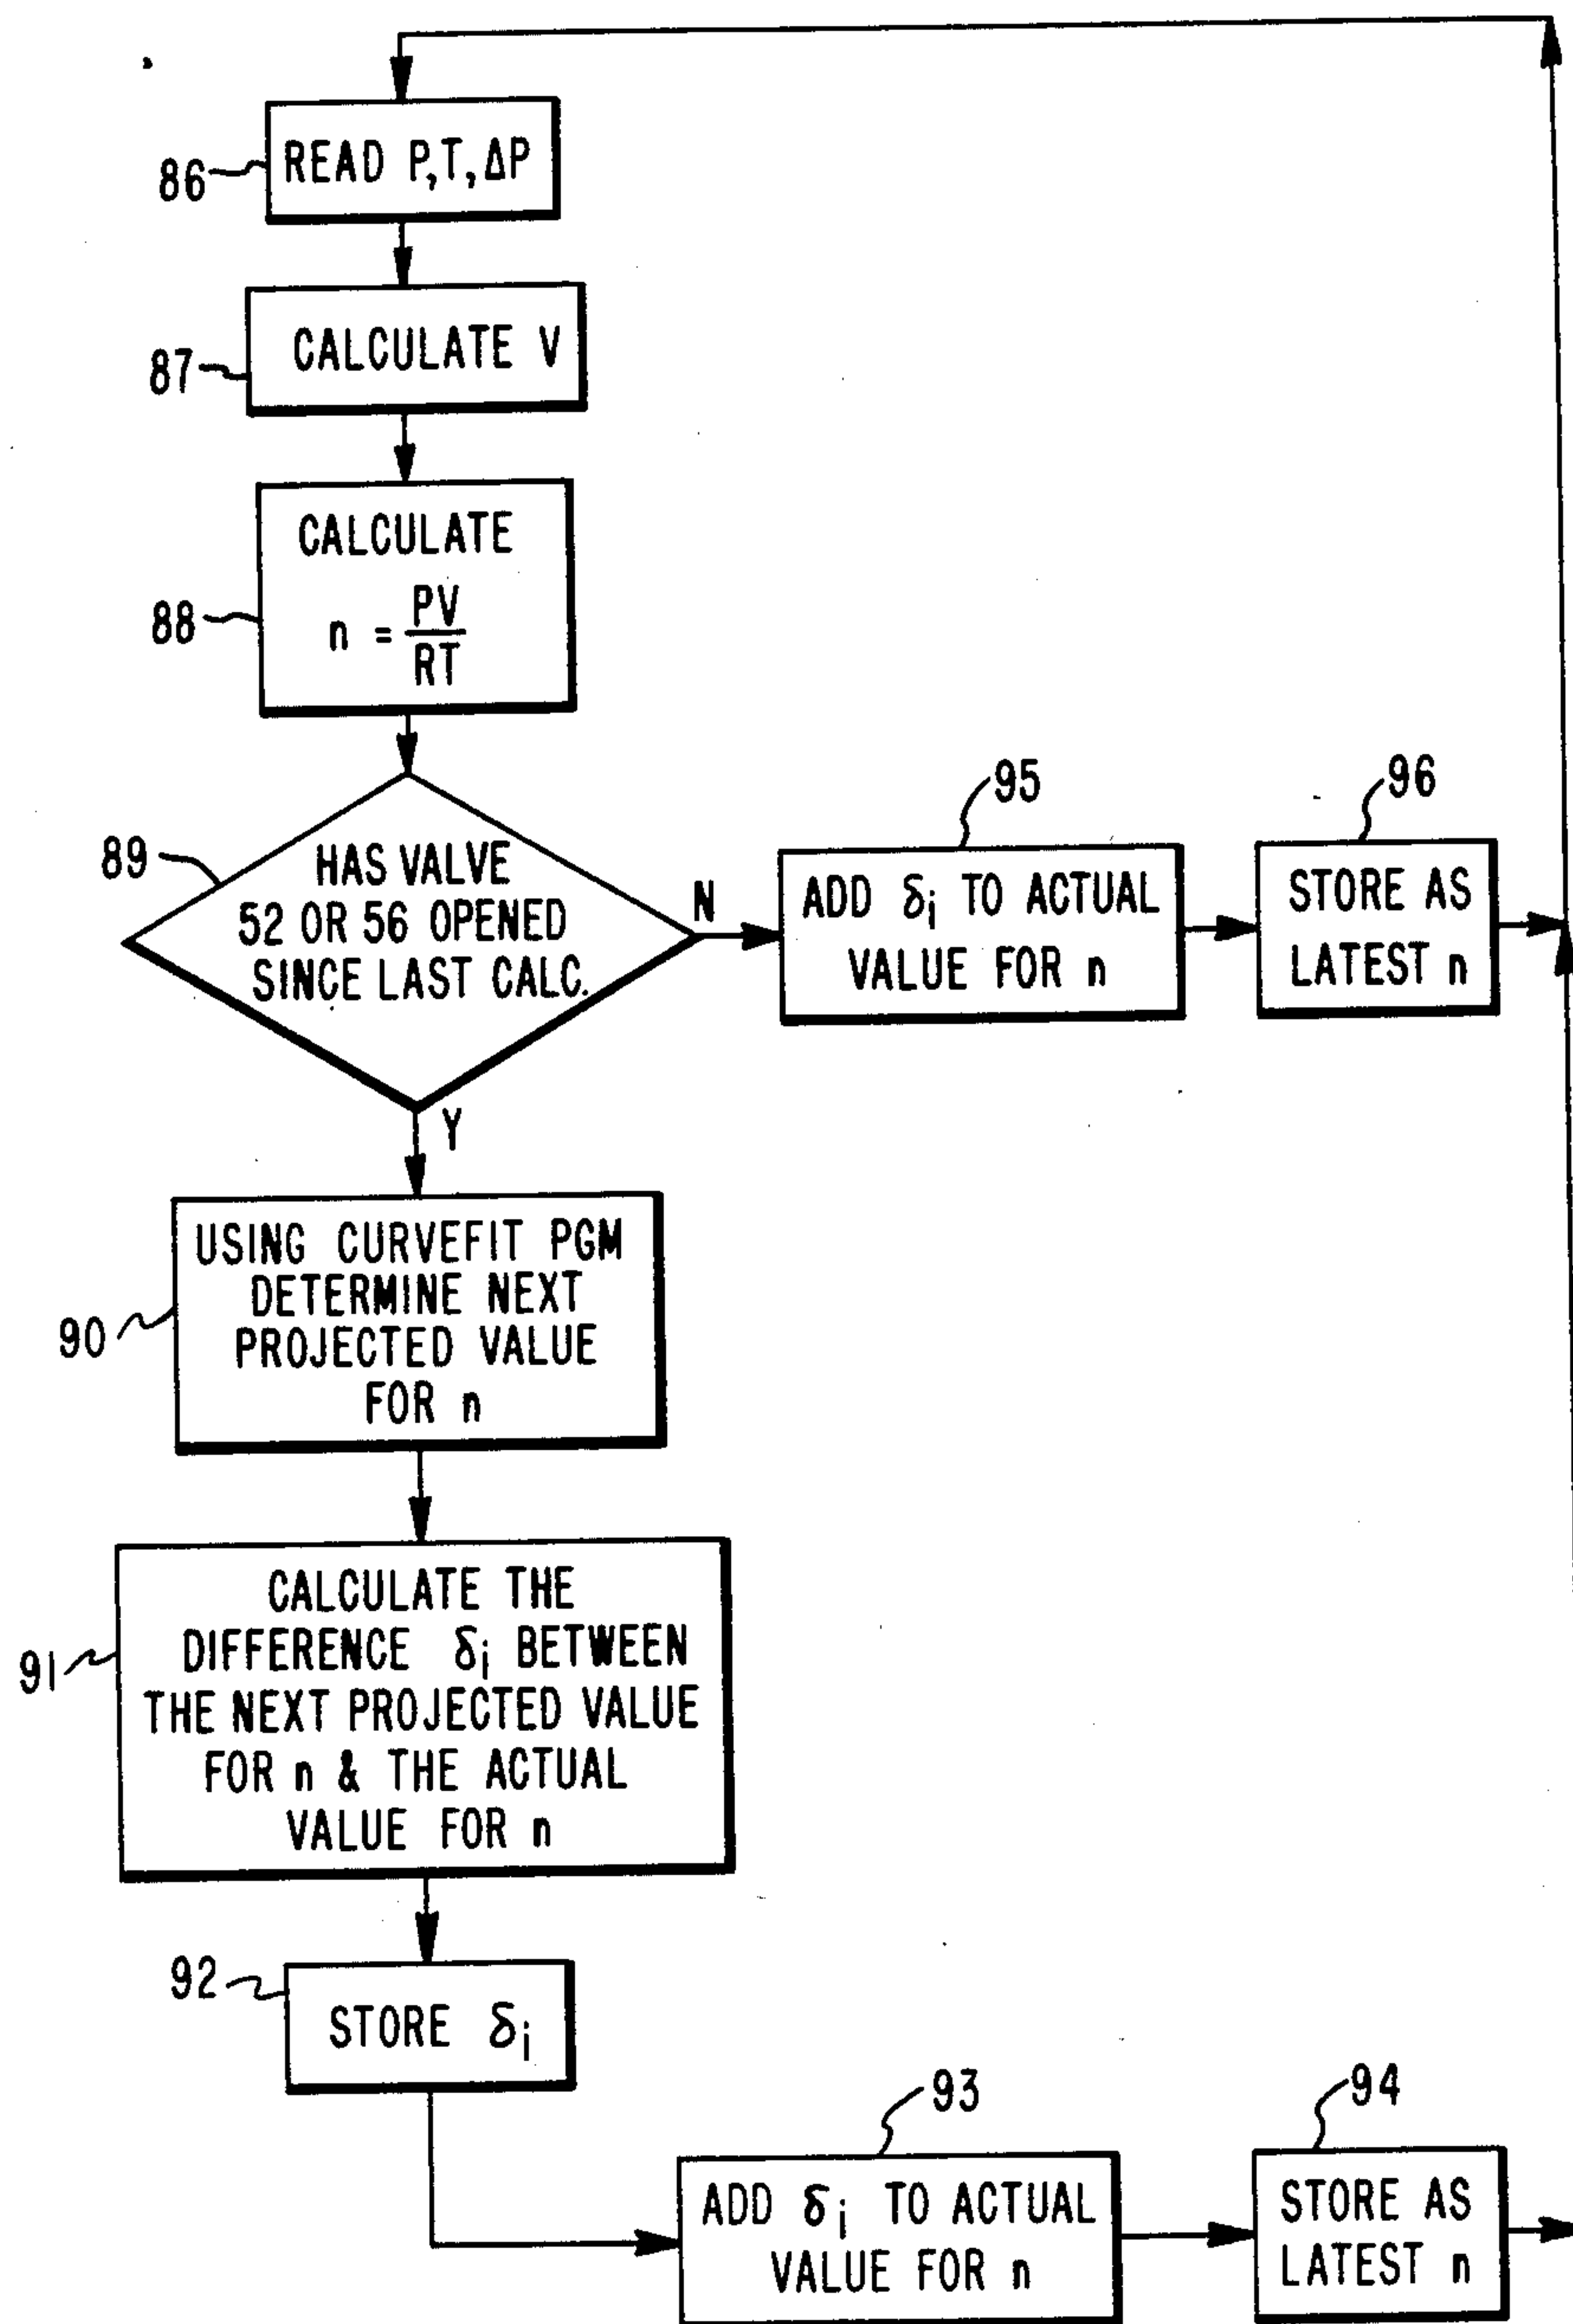 86
READ P,T,ΔP
87
CALCULATE V
88
CALCULATE
n = PV
RT
89
HAS VALVE
52 OR 56 OPENED
SINCE LAST CALC.
N
Y
95
ADD δi TO ACTUAL
VALUE FOR n
96
STORE AS
LATEST n
90
USING CURVEFIT PGM
DETERMINE NEXT
PROJECTED VALUE
FOR n
91
CALCULATE THE
DIFFERENCE δi BETWEEN
THE NEXT PROJECTED VALUE
FOR n & THE ACTUAL
VALUE FOR n
92
STORE δi
93
ADD δi TO ACTUAL
VALUE FOR n
94
STORE AS
LATEST n